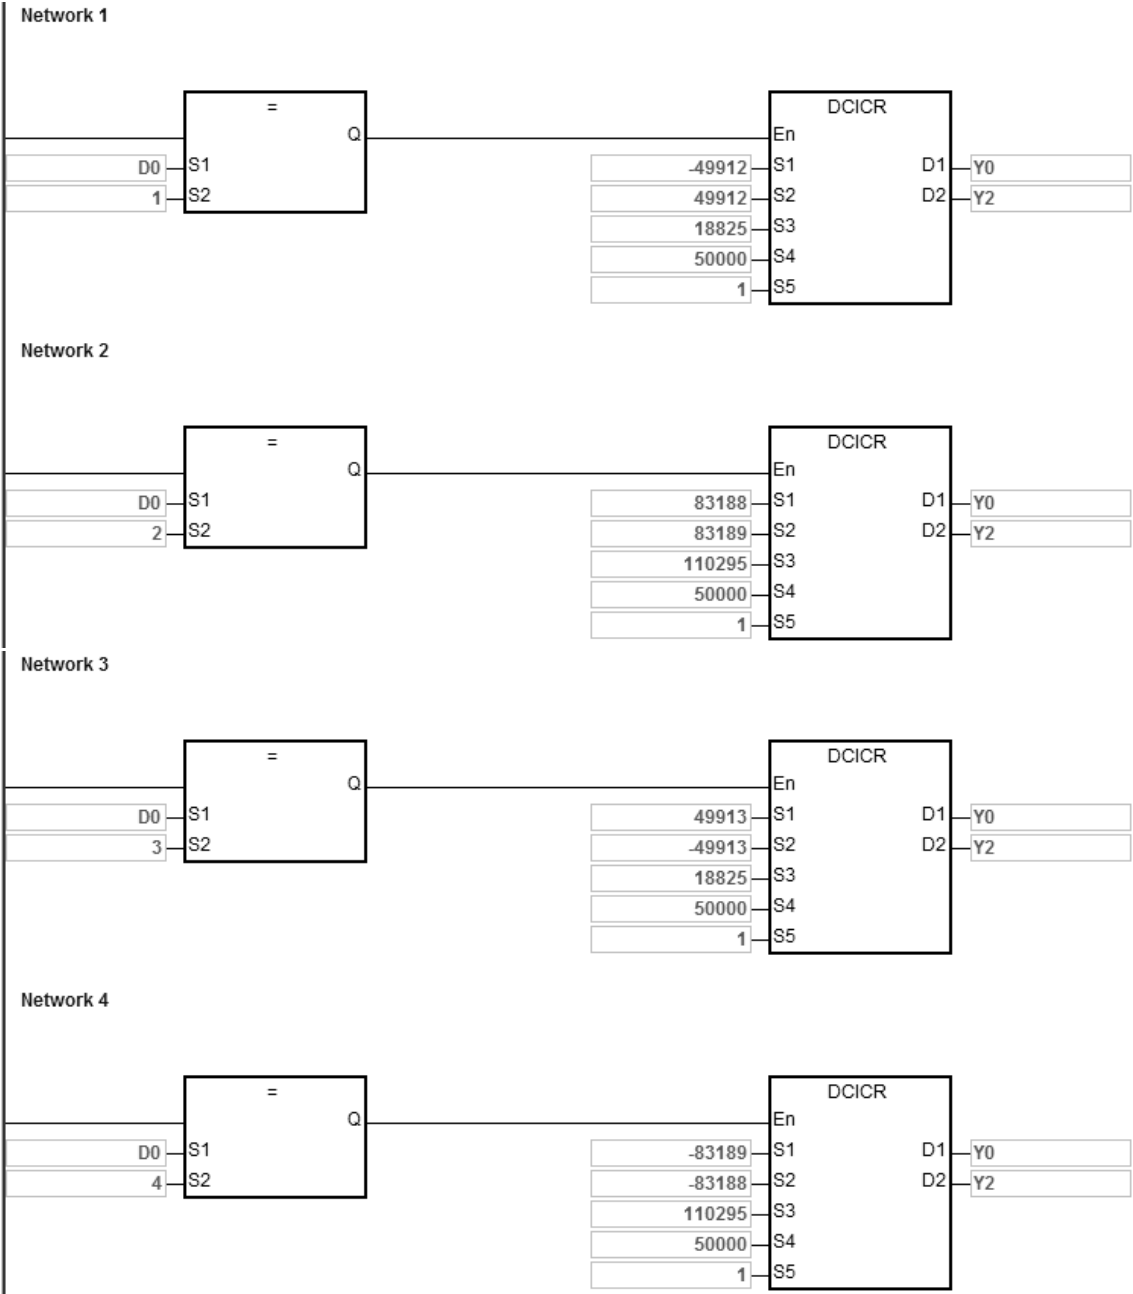 Network 1
= DCICR
Q En
D0 S1 -49912 S1 D1 Y0
1 S2 49912 S2 D2 Y2
18825 S3
50000 S4
1 S5
Network 2
= DCICR
Q En
D0 S1 83188 S1 D1 Y0
2 S2 83189 S2 D2 Y2
110295 S3
50000 S4
1 S5
Network 3
= DCICR
Q En
D0 S1 49913 S1 D1 Y0
3 S2 -49913 S2 D2 Y2
18825 S3
50000 S4
1 S5
Network 4
= DCICR
Q En
D0 S1 -83189 S1 D1 Y0
4 S2 -83188 S2 D2 Y2
110295 S3
50000 S4
1 S5